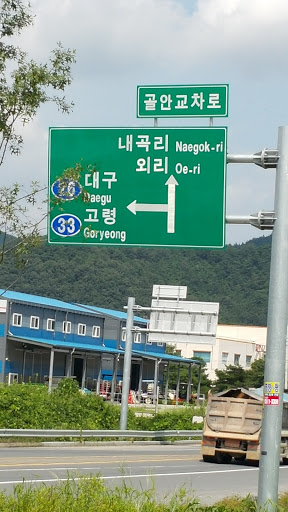 골안교차로
내곡리 Naegok-ri
외리 Oe-ri
26 대구
Daegu
33 고령
Goryeong